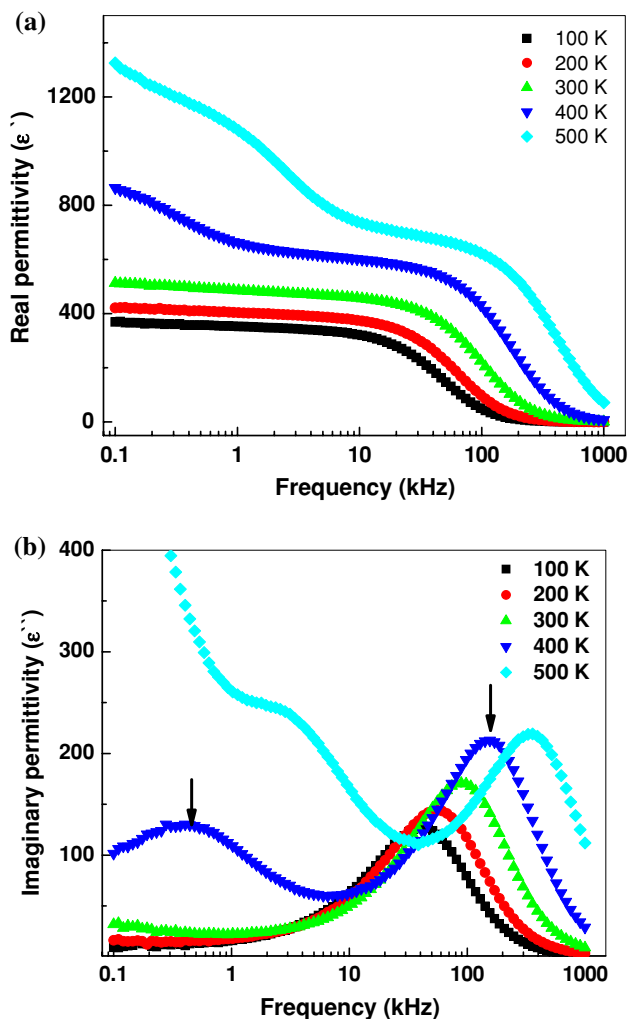 (a)
1200
800
400
0
Real permittivity (ε`)
0.1 1 10 100 1000
Frequency (kHz)
100 K
200 K
300 K
400 K
500 K
(b)
400
300
200
100
Imaginary permittivity (ε``)
0.1 1 10 100 1000
Frequency (kHz)
100 K
200 K
300 K
400 K
500 K